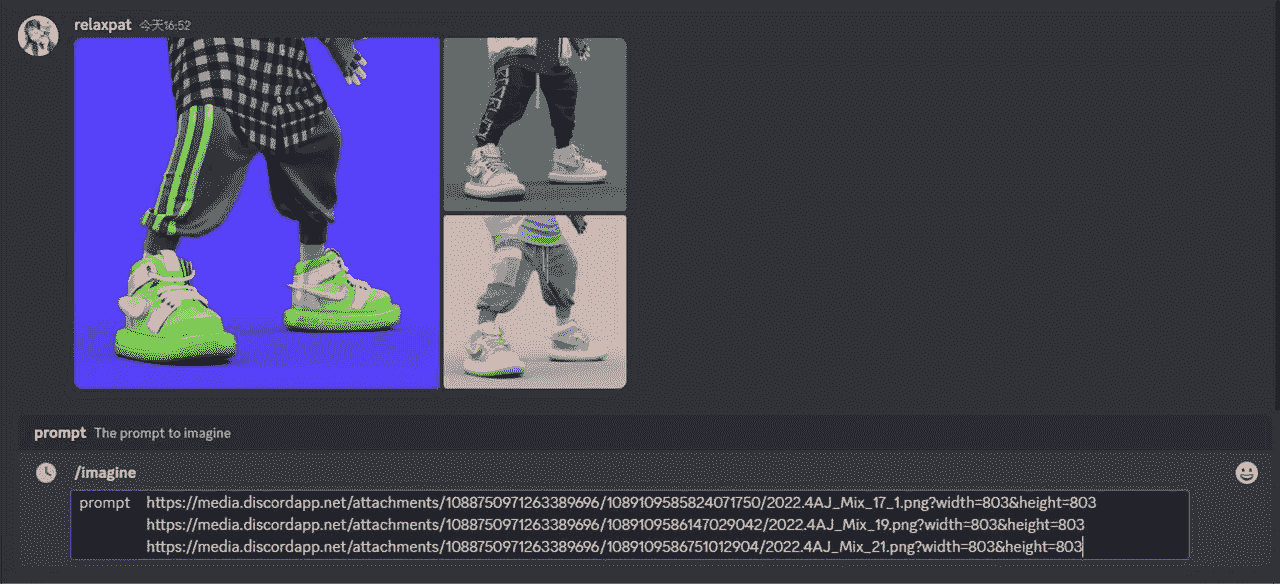 relaxpat 今天16:52
prompt The prompt to imagine
/imagine
prompt https://media.discordapp.net/attachments/1088750971263389696/1089109585824071750/2022.4AJ_Mix_17_1.png?width=803&height=803
https://media.discordapp.net/attachments/1088750971263389696/1089109586147029042/2022.4AJ_Mix_19.png?width=803&height=803
https://media.discordapp.net/attachments/1088750971263389696/1089109586751012904/2022.4AJ_Mix_21.png?width=803&height=803